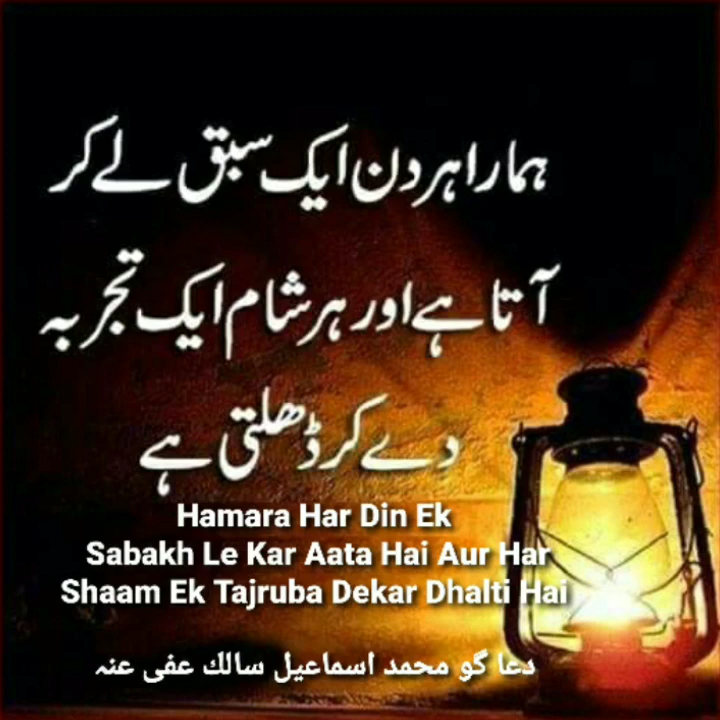 ہمارا ہر دن ایک سبق لے کر
آتا ہے اور ہر شام ایک تجربہ
دے کر ڈھلتی ہے
Hamara Har Din Ek
Sabakh Le Kar Aata Hai Aur Har
Shaam Ek Tajruba Dekar Dhalti Hai
دعا گو محمد اسماعیل سالك عفی عنہ